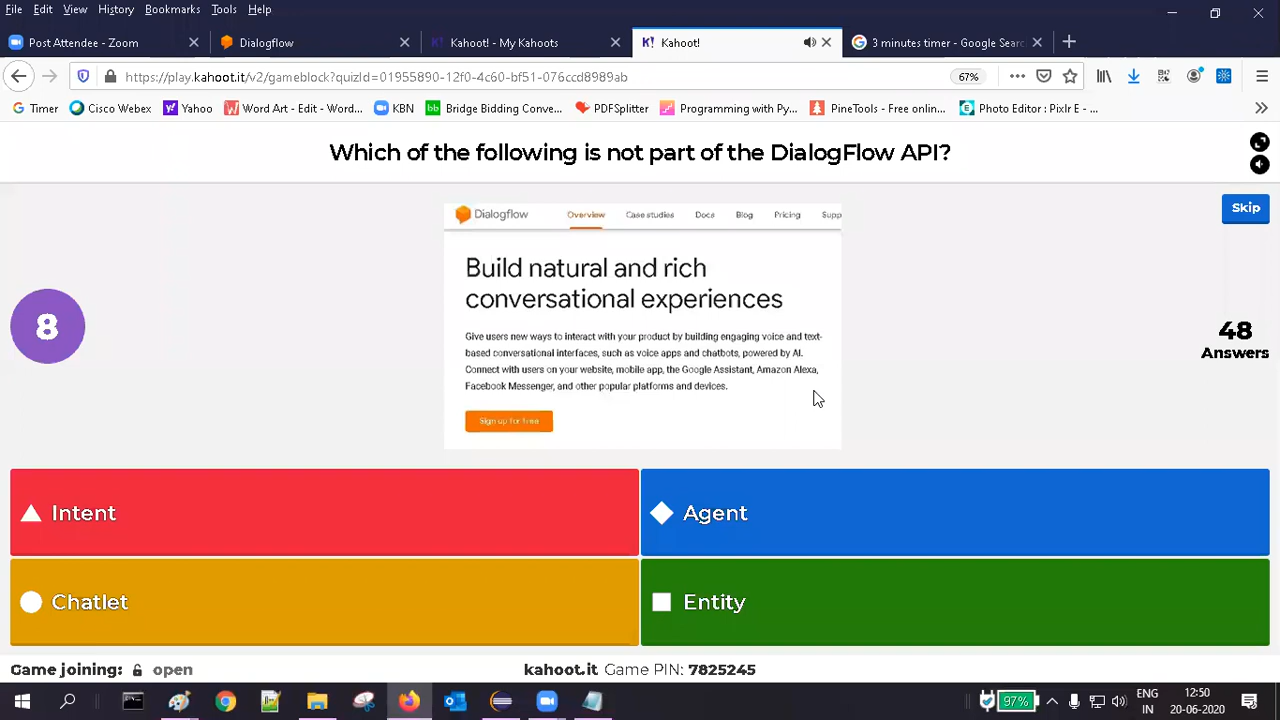 File Edit View History Bookmarks Tools Help
Post Attendee - Zoom
Dialogflow
K! Kahoot! - My Kahoots
K! Kahoot!
G 3 minutes timer - Google Searc
https://play.kahoot.it/v2/gameblock?quizId=01955890-12f0-4c60-bf51-076ccd8989ab
67%
Timer Cisco Webex Yahoo Word Art - Edit - Word... KBN Bridge Bidding Conve... PDFSplitter Programming with Py... PineTools - Free onlin... Photo Editor : Pixlr E - ...
Which of the following is not part of the DialogFlow API?
Skip
Dialogflow Overview Case studies Docs Blog Pricing Supp
Build natural and rich
conversational experiences
Give users new ways to interact with your product by building engaging voice and text-
based conversational interfaces, such as voice apps and chatbots, powered by AI.
Connect with users on your website, mobile app, the Google Assistant, Amazon Alexa,
Facebook Messenger, and other popular platforms and devices.
Sign up for free
8
48
Answers
Intent
Agent
Chatlet
Entity
Game joining: open
kahoot.it Game PIN: 7825245
97%
ENG
IN
12:50
20-06-2020